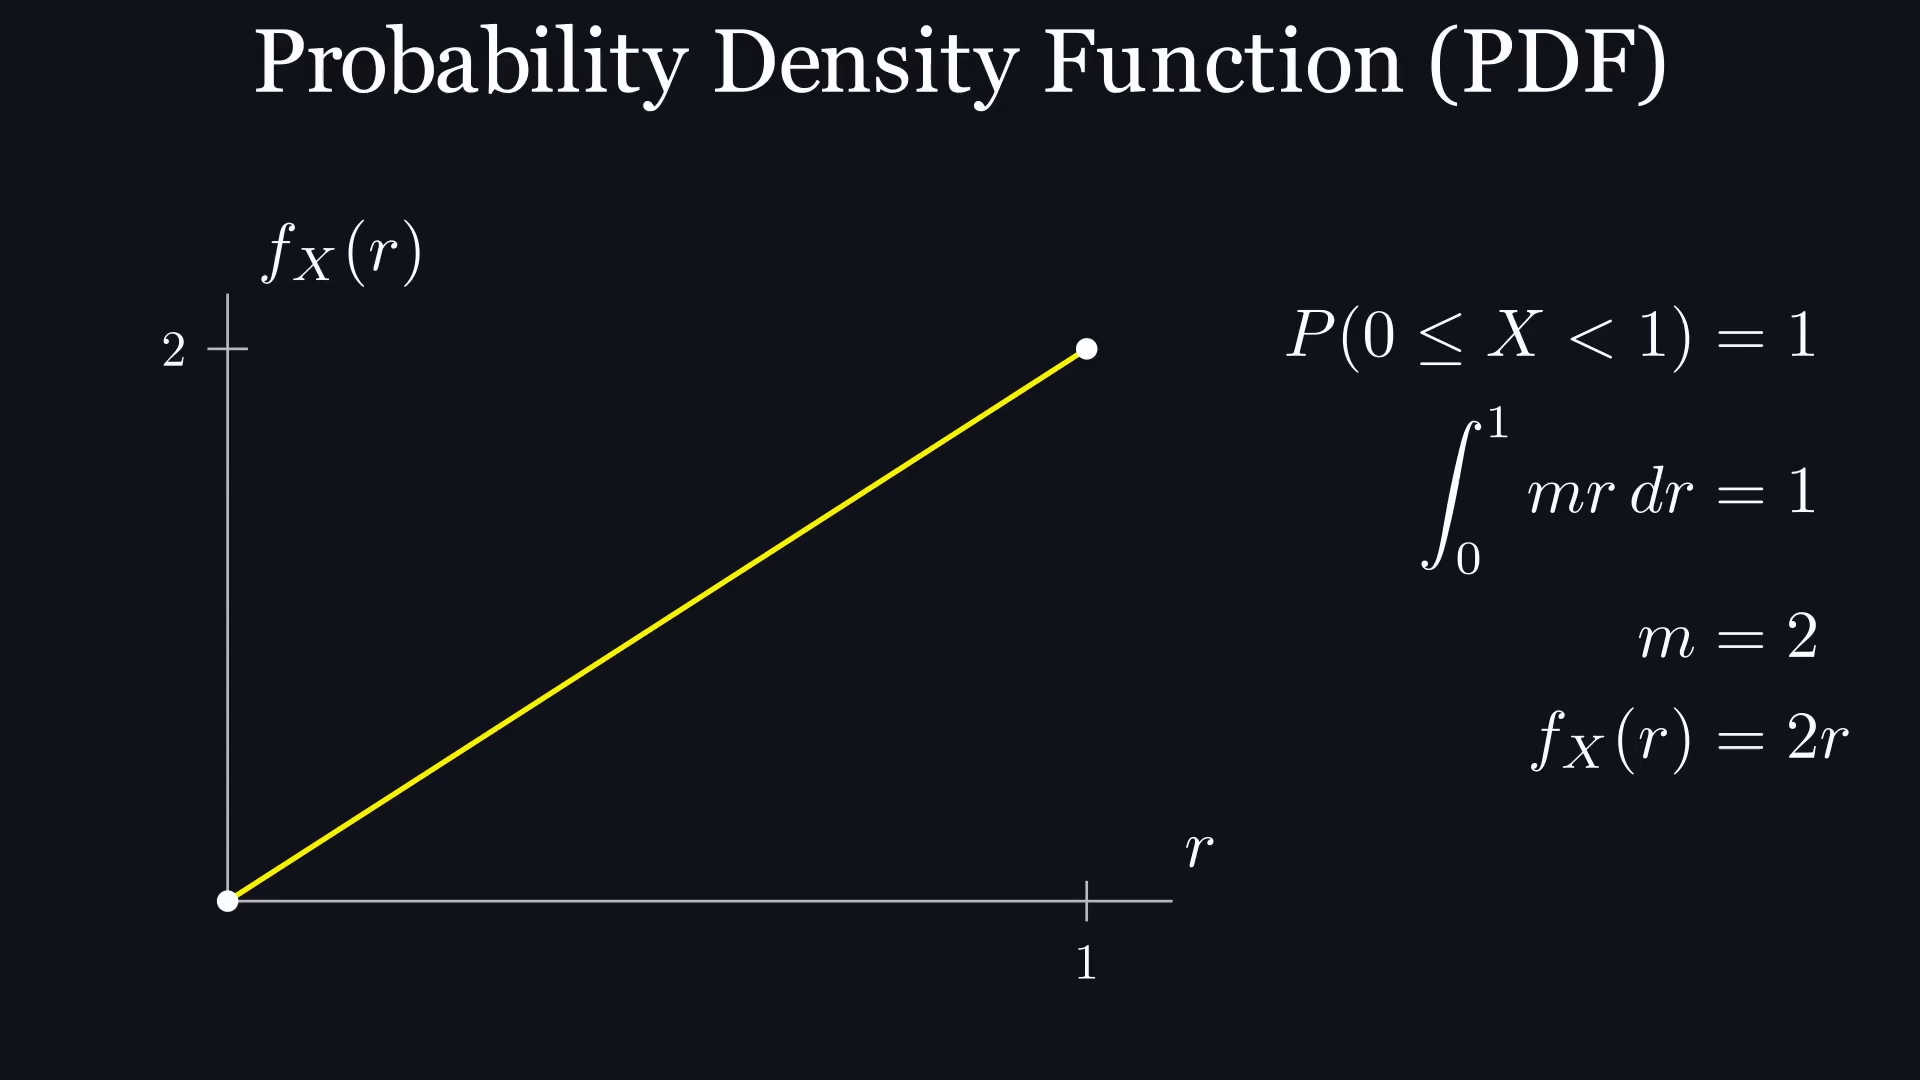 Probability Density Function (PDF)
f_X(r)
2
r
1
P(0 ≤ X < 1) = 1
∫_0^1 mr dr = 1
m = 2
f_X(r) = 2r